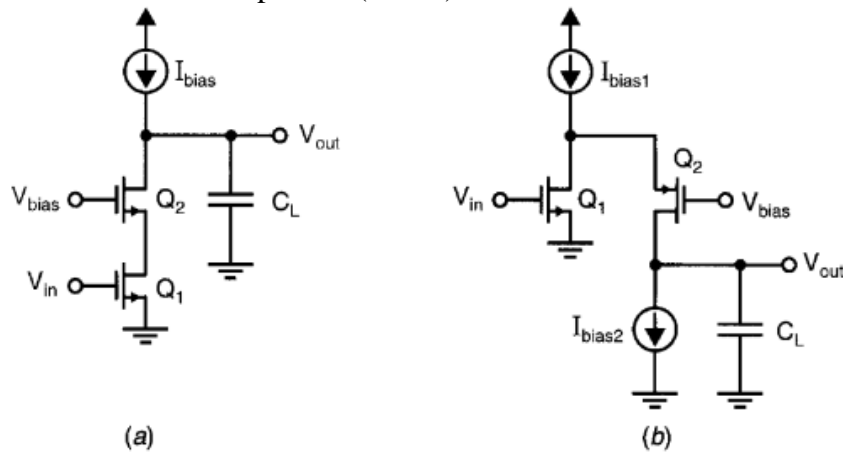 I_bias
V_out
V_bias
Q_2
C_L
V_in
Q_1
(a)
I_bias1
Q_2
V_in
Q_1
V_bias
V_out
I_bias2
C_L
(b)